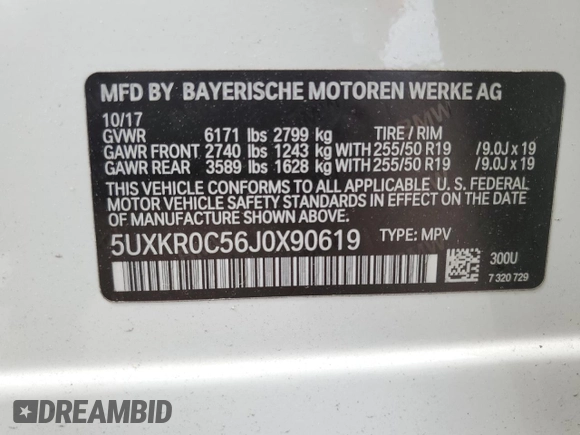 MFD BY BAYERISCHE MOTOREN WERKE AG
10/17
GVWR 6171 lbs 2799 kg TIRE / RIM
GAWR FRONT 2740 lbs 1243 kg WITH 255/50 R19 /9.0J x 19
GAWR REAR 3589 lbs 1628 kg WITH 255/50 R19 /9.0J x 19
THIS VEHICLE CONFORMS TO ALL APPLICABLE U. S. FEDERAL
MOTOR VEHICLE SAFETY STANDARDS IN EFFECT ON THE DATE
OF MANUFACTURE SHOWN ABOVE.
5UXKR0C56J0X90619 TYPE: MPV
300U
7 320 729
BMW
DREAMBID